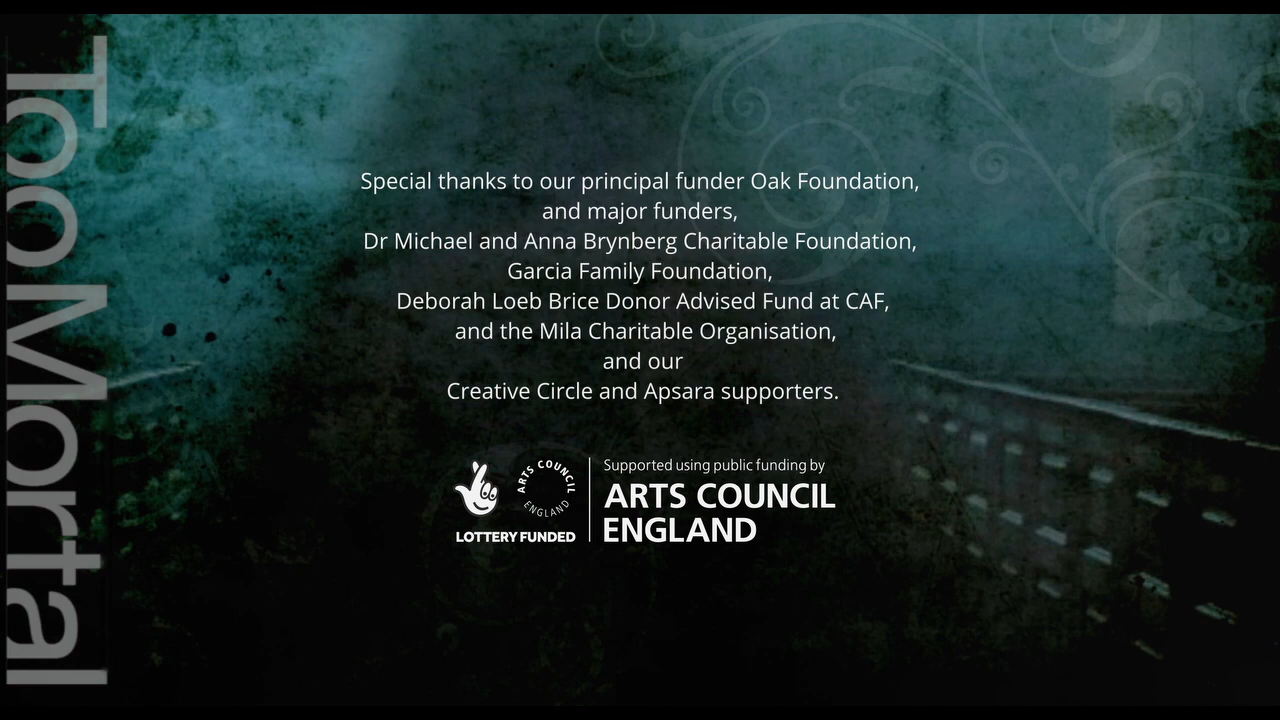 Too Mortal
Special thanks to our principal funder Oak Foundation,
and major funders,
Dr Michael and Anna Brynberg Charitable Foundation,
Garcia Family Foundation,
Deborah Loeb Brice Donor Advised Fund at CAF,
and the Mila Charitable Organisation,
and our
Creative Circle and Apsara supporters.
ARTS COUNCIL
ENGLAND
LOTTERY FUNDED
Supported using public funding by
ARTS COUNCIL
ENGLAND